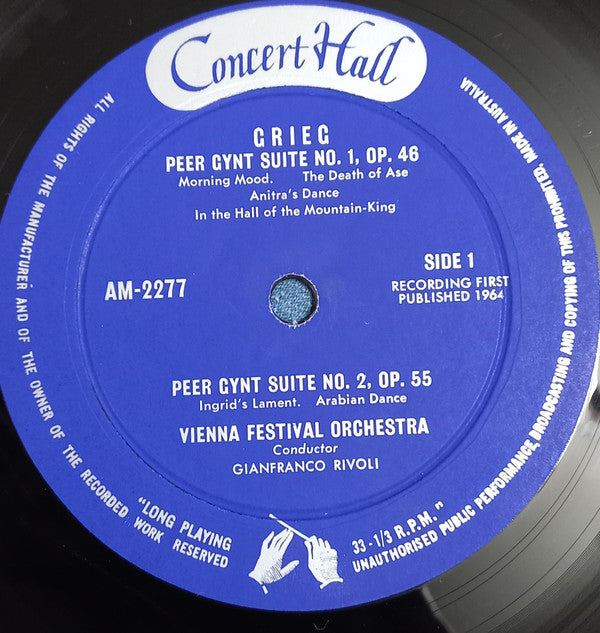 Concert Hall
GRIEG
PEER GYNT SUITE NO. 1, OP. 46
Morning Mood. The Death of Ase
Anitra's Dance
In the Hall of the Mountain-King
AM-2277
SIDE 1
RECORDING FIRST
PUBLISHED 1964
PEER GYNT SUITE NO. 2, OP. 55
Ingrid's Lament. Arabian Dance
VIENNA FESTIVAL ORCHESTRA
Conductor
GIANFRANCO RIVOLI
"LONG PLAYING
33-1/3 R.P.M."
ALL RIGHTS OF THE MANUFACTURER AND OF THE OWNER OF THE RECORDED WORK RESERVED
UNAUTHORISED PUBLIC PERFORMANCE, BROADCASTING AND COPYING OF THIS PROHIBITED, MADE IN AUSTRALIA